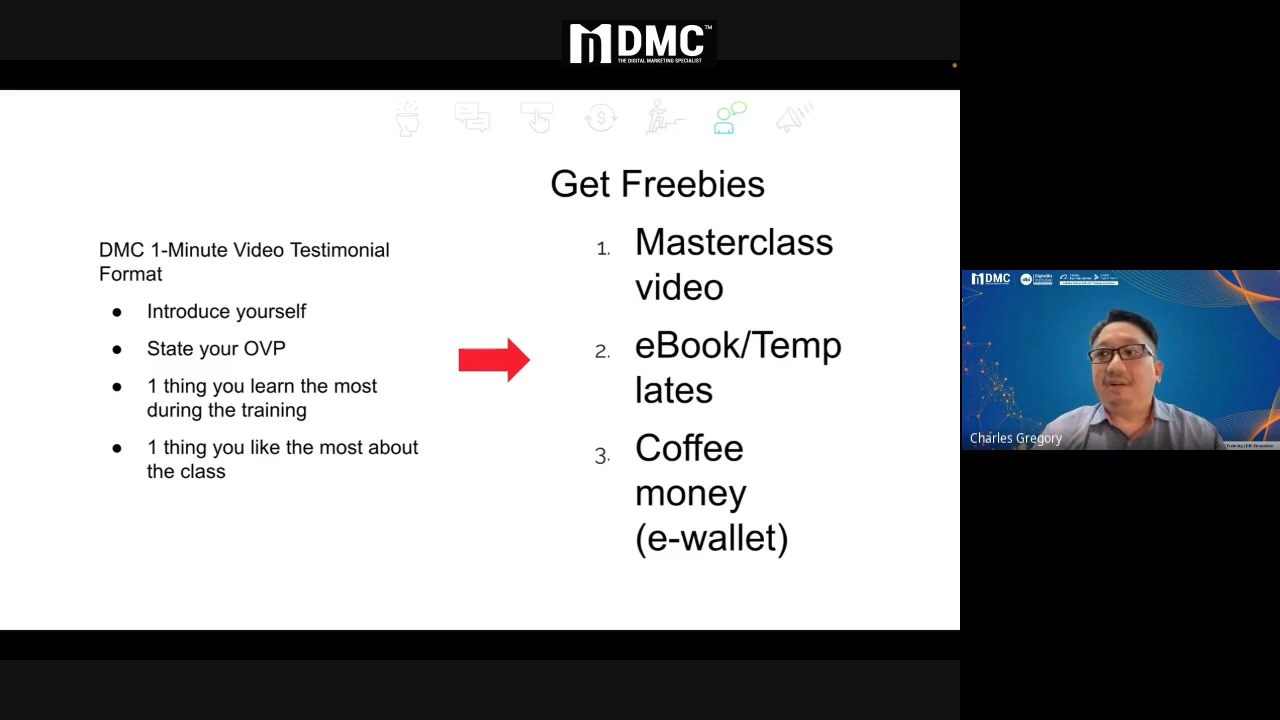 DMC™
THE DIGITAL MARKETING SPECIALIST
Get Freebies
DMC 1-Minute Video Testimonial
Format
● Introduce yourself
● State your OVP
● 1 thing you learn the most
during the training
● 1 thing you like the most about
the class
1. Masterclass
video
2. eBook/Temp
lates
3. Coffee
money
(e-wallet)
DMC
Charles Gregory